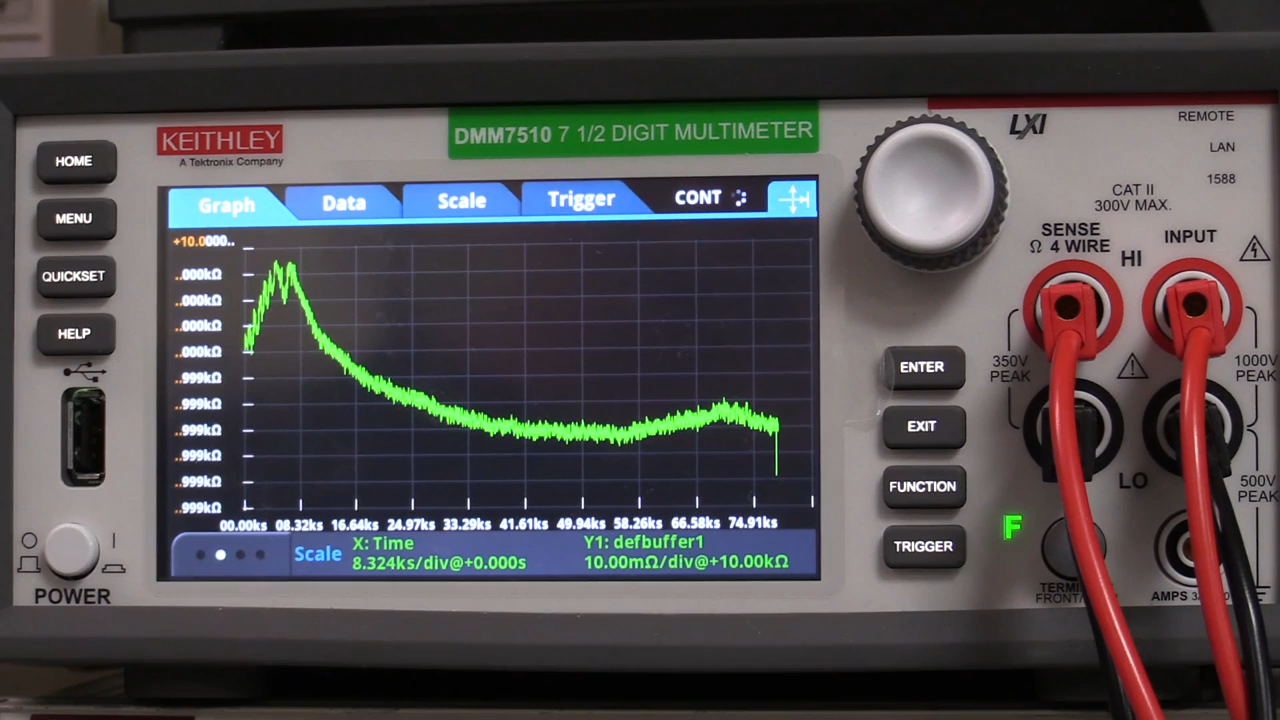 KEITHLEY
A Tektronix Company
DMM7510 7 1/2 DIGIT MULTIMETER
LXI
REMOTE
LAN
1588
HOME
MENU
QUICKSET
HELP
POWER
Graph Data Scale Trigger CONT
+10.0000..
..000kΩ
..000kΩ
..000kΩ
..000kΩ
..999kΩ
..999kΩ
..999kΩ
..999kΩ
..999kΩ
..999kΩ
00.00ks 08.32ks 16.64ks 24.97ks 33.29ks 41.61ks 49.94ks 58.26ks 66.58ks 74.91ks
Scale
X: Time
8.324ks/div@+0.000s
Y1: defbuffer1
10.00mΩ/div@+10.00kΩ
ENTER
EXIT
FUNCTION
TRIGGER
F
CAT II
300V MAX.
SENSE
Ω 4 WIRE
HI
INPUT
350V
PEAK
1000V
PEAK
LO
500V
PEAK
AMPS